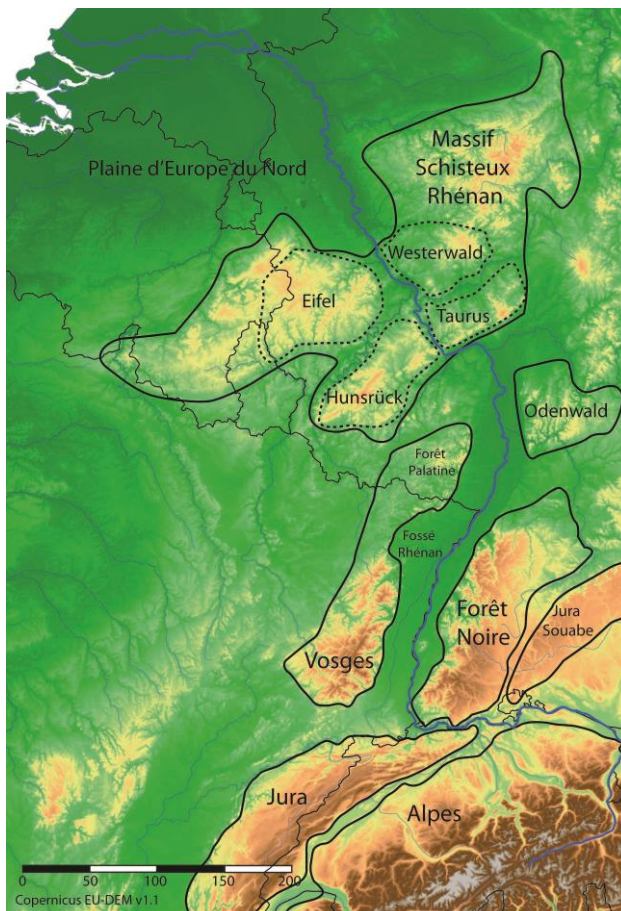 Massif
Schisteux
Rhénan
Plaine d'Europe du Nord
Westerwald
Eifel
Taurus
Hunsrück
Odenwald
Forêt
Palatine
Fossé
Rhénan
Forêt
Noire
Jura
Souabe
Vosges
Jura
Alpes
0 50 100 150 200
Copernicus EU-DEM v1.1